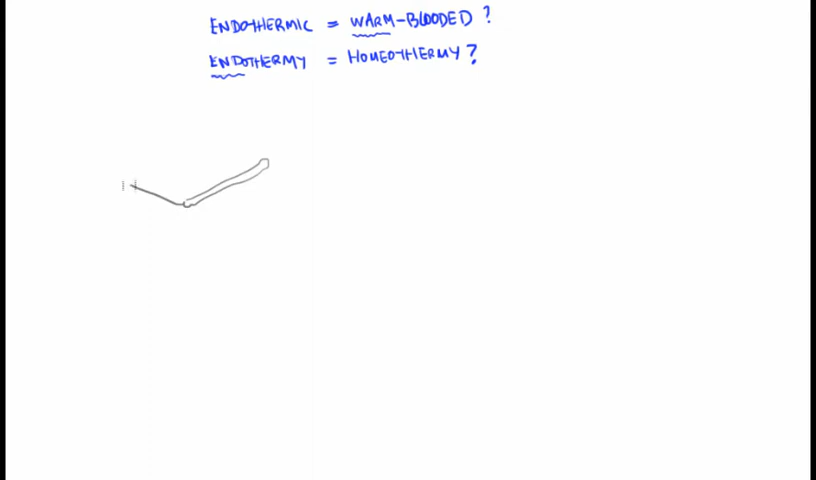 ENDOTHERMIC = WARM-BLOODED ?
ENDOTHERMY = HOMEOTHERMY ?